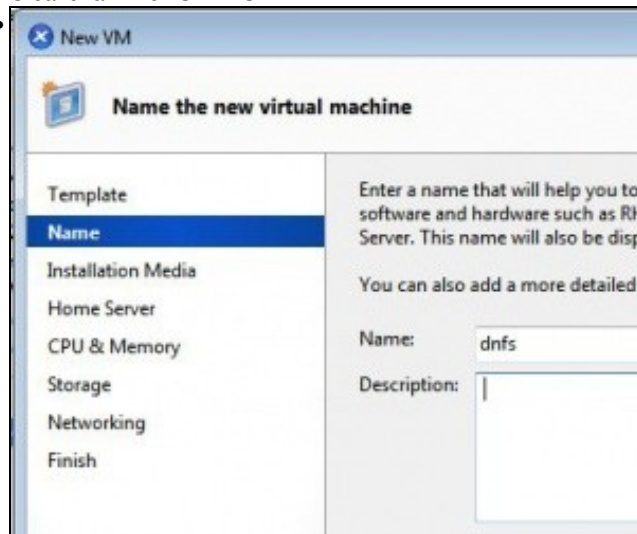 New VM
Name the new virtual machine
Template
Name
Installation Media
Home Server
CPU & Memory
Storage
Networking
Finish
Enter a name that will help you to
software and hardware such as
Server. This name will also be
You can also add a more detailed
Name: dnfs
Description: